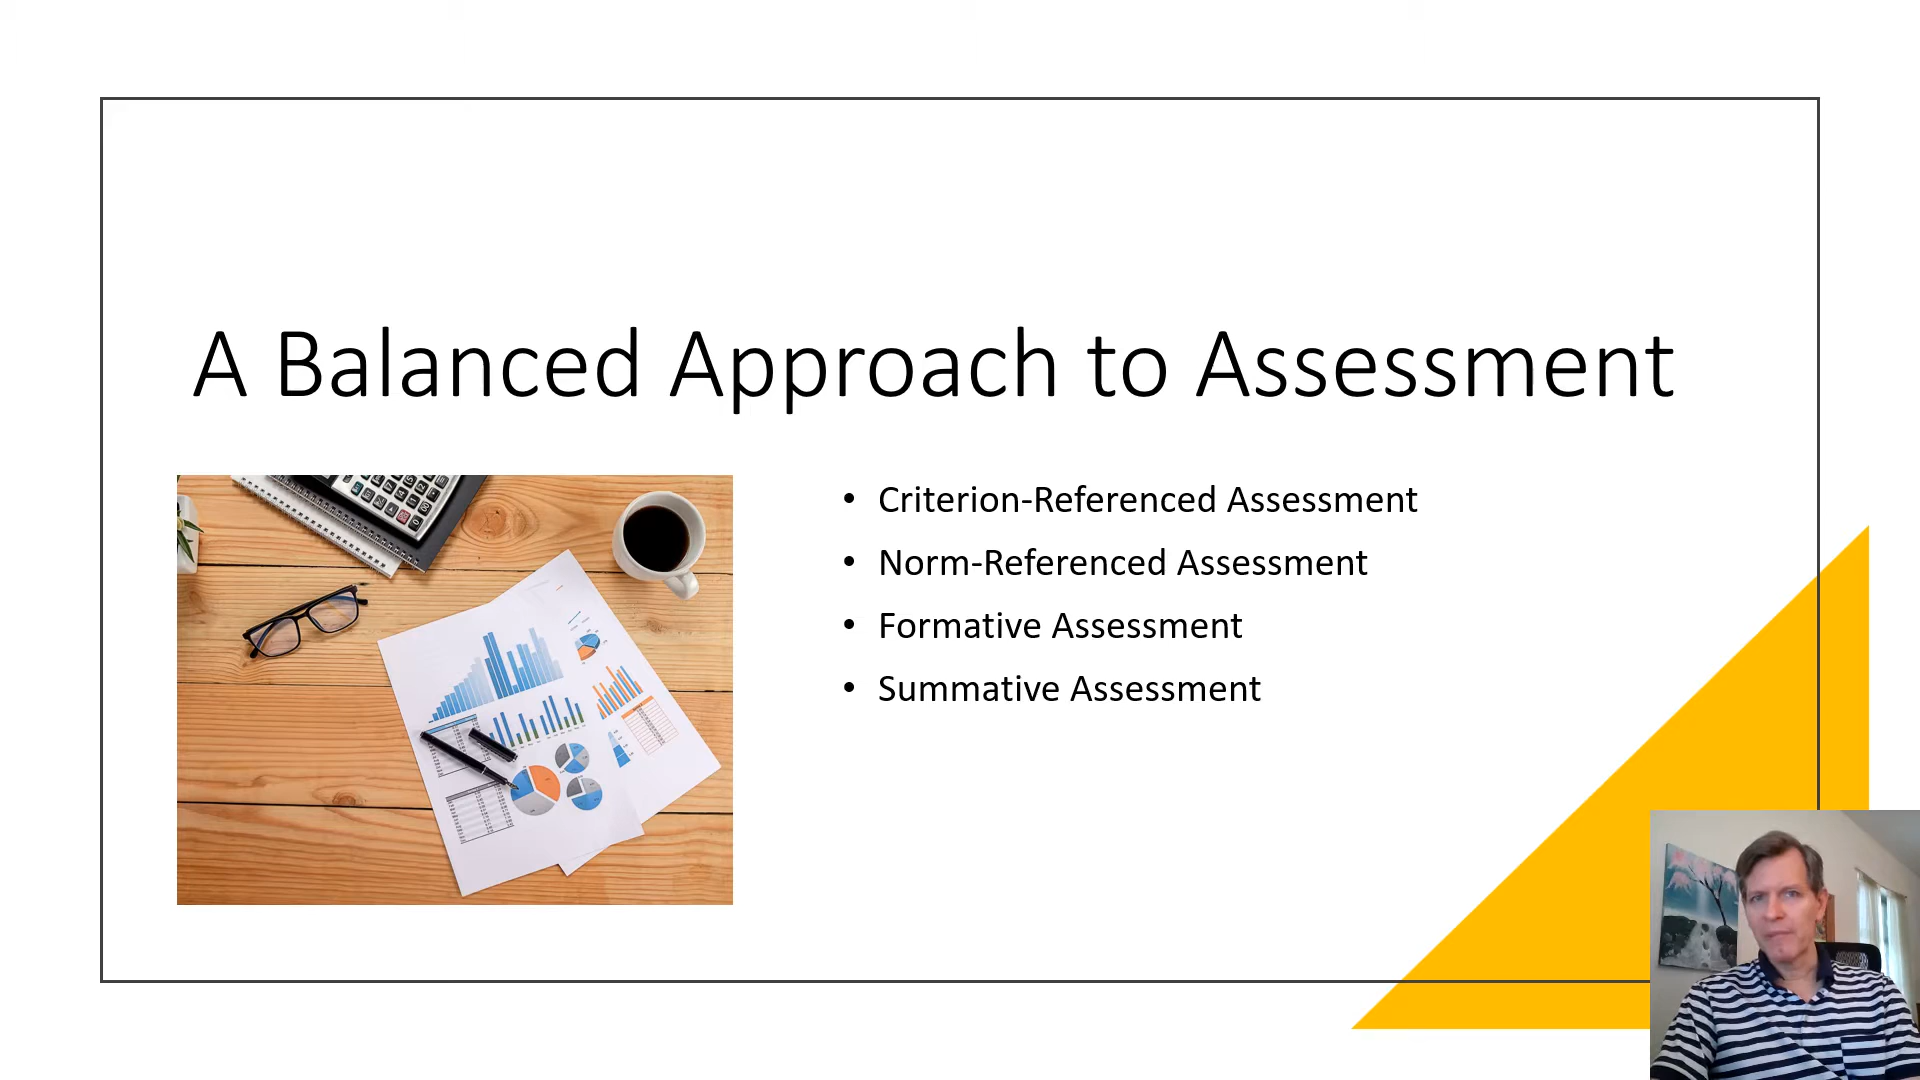 A Balanced Approach to Assessment
• Criterion-Referenced Assessment
• Norm-Referenced Assessment
• Formative Assessment
• Summative Assessment